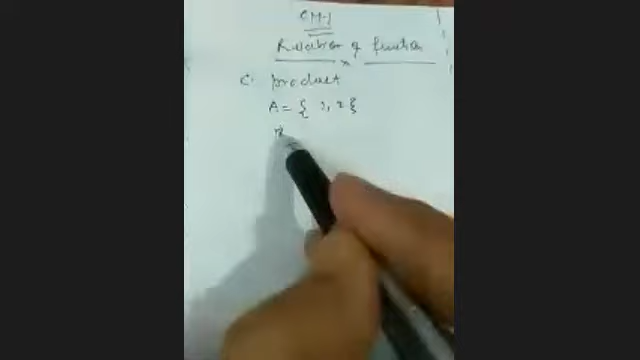 CH-1
Relation & function
C. product
A = { 1, 2 }